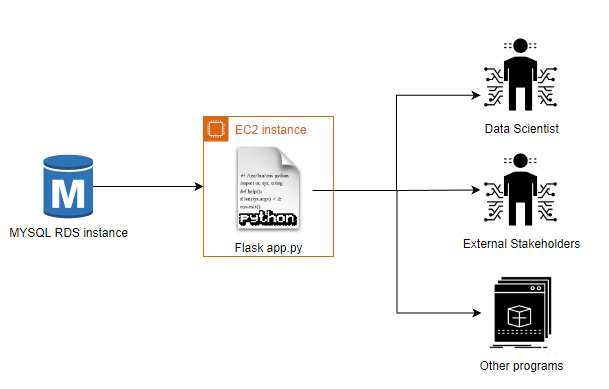 Data Scientist
EC2 instance
#! /usr/bin/env python
import os, sys, string
def help():
if len(sys.argv) < 2:
sys.exit()
python
Flask app.py
M
MYSQL RDS instance
External Stakeholders
Other programs